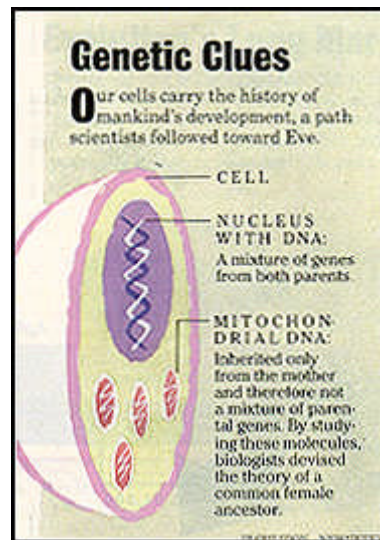 Genetic Clues
Our cells carry the history of
mankind's development, a path
scientists followed toward Eve.
CELL
NUCLEUS
WITH DNA:
A mixture of genes
from both parents.
MITOCHON-
DRIAL DNA:
Inherited only
from the mother
and therefore not
a mixture of paren-
tal genes. By study-
ing these molecules,
biologists devised
the theory of a
common female
ancestor.